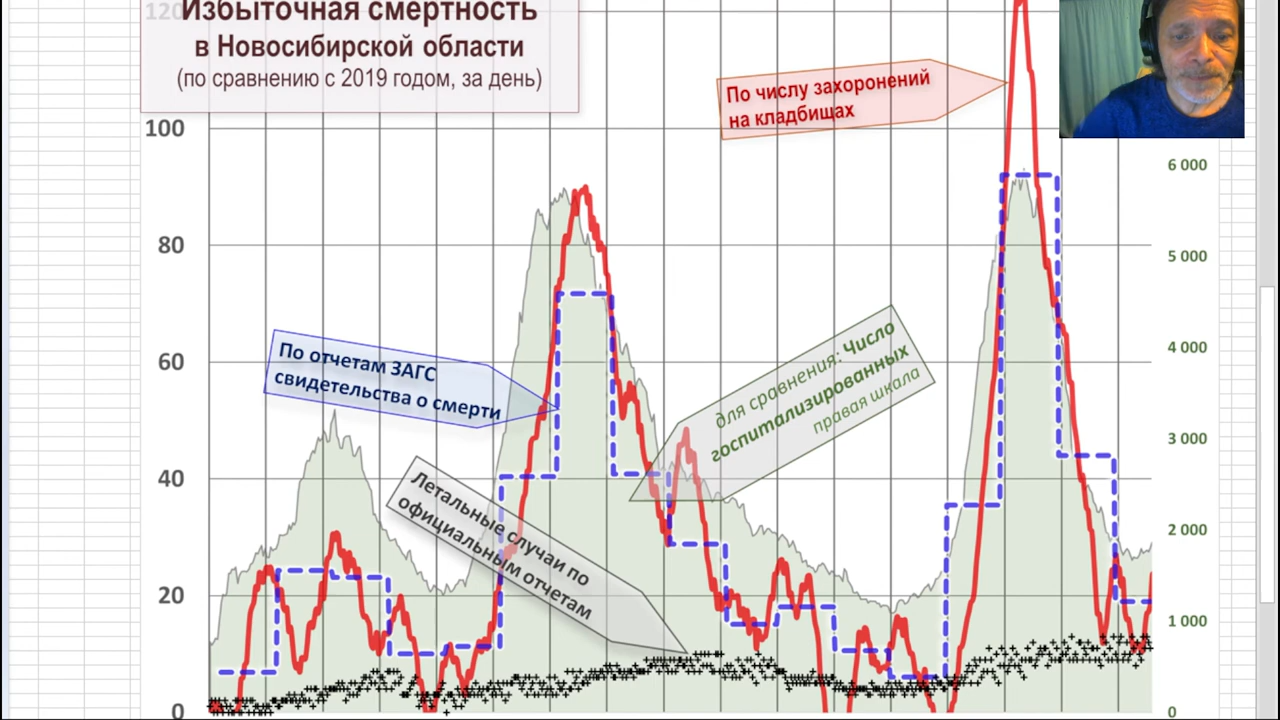 120
Избыточная смертность
в Новосибирской области
(по сравнению с 2019 годом, за день)
По числу захоронений
на кладбищах
100
6 000
80
5 000
По отчетам ЗАГС
свидетельства о смерти
для сравнения: Число
госпитализированных
правая шкала
60
4 000
3 000
40
Летальные случаи по
официальным отчетам
2 000
20
1 000
0
0